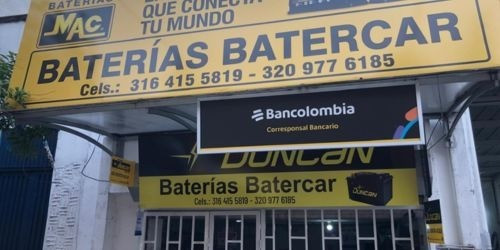 BATERÍAS
MAC.
QUE CONECTA
TU MUNDO
BATERÍAS BATERCAR
Cels.: 316 415 5819 - 320 977 6185
Bancolombia
Corresponsal Bancario
DUNCAN
Baterías Batercar
Cels.: 316 415 5819 - 320 977 6185
DUNCAN